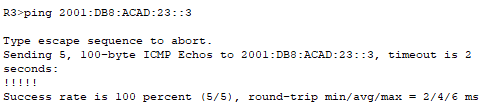 R3>ping 2001:DB8:ACAD:23::3
Type escape sequence to abort.
Sending 5, 100-byte ICMP Echos to 2001:DB8:ACAD:23::3, timeout is 2
seconds:
!!!!!
Success rate is 100 percent (5/5), round-trip min/avg/max = 2/4/6 ms